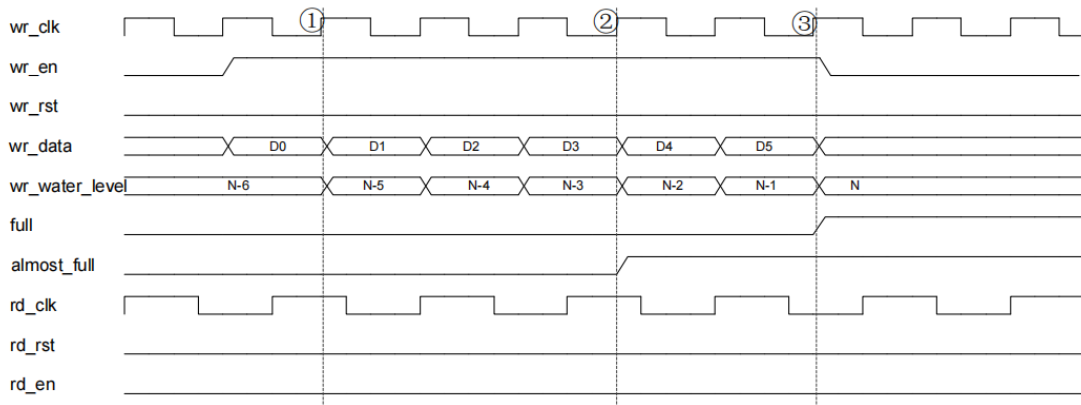 ① ② ③
wr_clk
wr_en
wr_rst
wr_data D0 D1 D2 D3 D4 D5
wr_water_level N-6 N-5 N-4 N-3 N-2 N-1 N
full
almost_full
rd_clk
rd_rst
rd_en